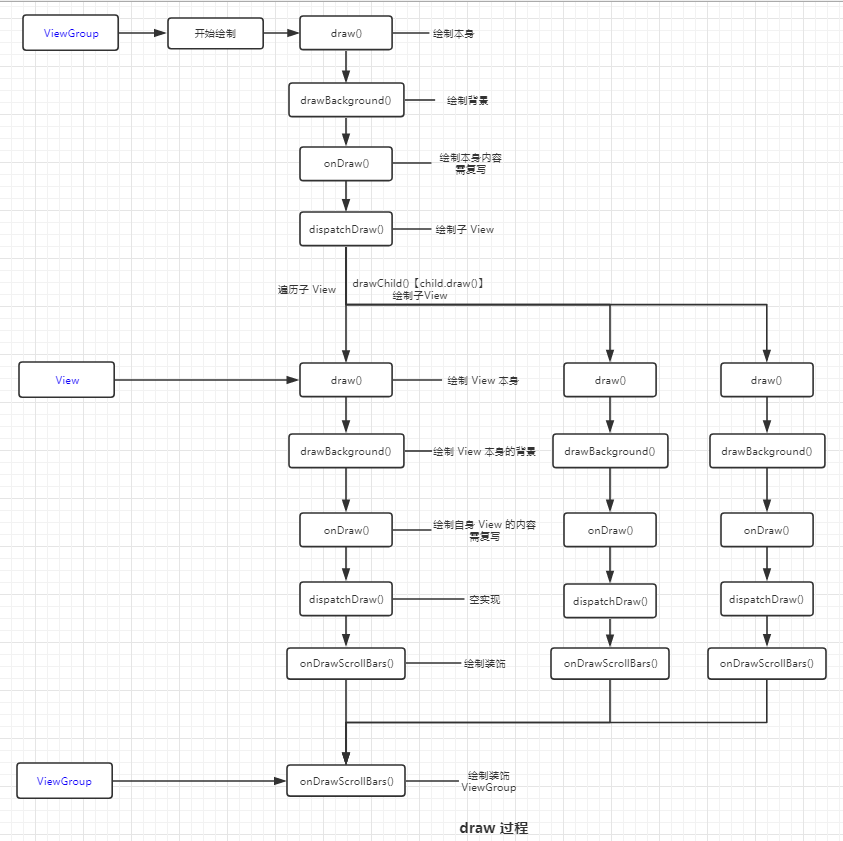 ViewGroup
开始绘制
draw()
绘制本身
drawBackground()
绘制背景
onDraw()
绘制本身内容
需复写
dispatchDraw()
绘制子 View
遍历子 View
drawChild()【child.draw()】
绘制子View
View
draw()
绘制 View 本身
draw()
draw()
drawBackground()
绘制 View 本身的背景
drawBackground()
drawBackground()
onDraw()
绘制自身 View 的内容
需复写
onDraw()
onDraw()
dispatchDraw()
空实现
dispatchDraw()
dispatchDraw()
onDrawScrollBars()
绘制装饰
onDrawScrollBars()
onDrawScrollBars()
ViewGroup
onDrawScrollBars()
绘制装饰
ViewGroup
draw 过程